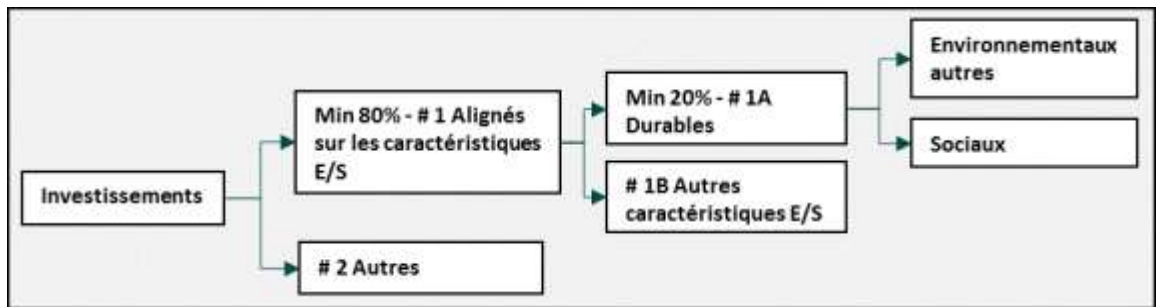 Investissements
Min 80% - # 1 Alignés
sur les caractéristiques
E/S
# 2 Autres
Min 20% - # 1A
Durables
# 1B Autres
caractéristiques E/S
Environnementaux
autres
Sociaux